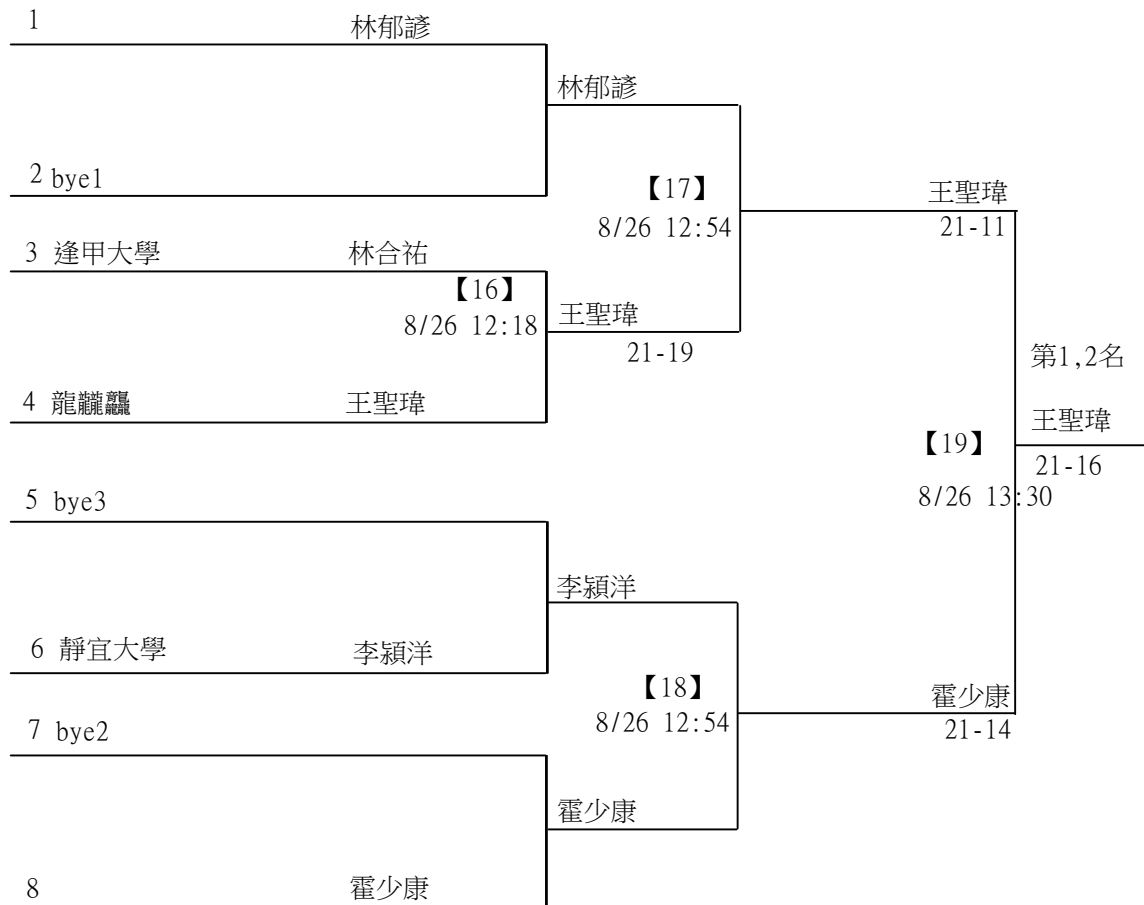 1 林郁諺
林郁諺
2 bye1
【17】
8/26 12:54
王聖瑋
21-11
3 逢甲大學 林合祐
【16】
8/26 12:18
王聖瑋
21-19
第1,2名
4 龍龖龘 王聖瑋
王聖瑋
【19】
21-16
8/26 13:30
5 bye3
李穎洋
6 靜宜大學 李穎洋
【18】
8/26 12:54
霍少康
21-14
7 bye2
霍少康
8 霍少康